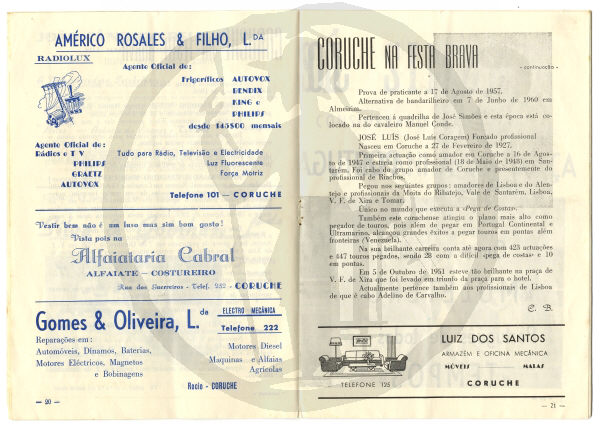 AMÉRICO ROSALES & FILHO, L.DA
RADIOLUX
Agente Oficial de:
Frigoríficos AUTOVOX
BENDIX
KING e
PHILIPS
desde 145$00 mensais
Agente Oficial de:
Rádios e T V
PHILIPS
GRAETZ
AUTOVOX
Tudo para Rádio, Televisão e Electricidade
Luz Fluorescente
Força Motriz
Telefone 101 — CORUCHE
Vestir bem não é um luxo mas sim bom gosto!
Vista pois na
Alfaiataria Cabral
ALFAIATE — COSTUREIRO
Rua dos Guerreiros - Telef. 252 - CORUCHE
Gomes & Oliveira, L.da
ELECTRO MECÂNICA
Telefone 222
Reparações em:
Automóveis, Dínamos, Baterias,
Motores Eléctricos, Magnetos
e Bobinagens
Motores Diesel
Maquinas e Alfaias
Agrícolas
Rocio - CORUCHE
— 20 —
CORUCHE NA FESTA BRAVA
- continuação -
Prova de praticante a 17 de Agosto de 1957.
Alternativa de bandarilheiro em 7 de Junho de 1960 em
Almeirim.
Pertenceu à quadrilha de José Simões e esta época está co-
locado na do cavaleiro Manuel Conde.
JOSÉ LUÍS (José Luís Coragem) Forcado profissional
Nasceu em Coruche a 27 de Fevereiro de 1927.
Primeira actuação como amador em Coruche a 16 de Agos-
to de 1947 e estreia como profissional (18 de Maio de 1948) em San-
tarém. Foi cabo do grupo amador de Coruche e presentemente do
profissional de Riachos.
Pegou nos seguintes grupos: amadores de Lisboa e do Alen-
tejo e profissionais da Moita do Ribatejo, Vale de Santarém, Lisboa,
V. F. de Xira e Tomar.
Único no mundo que executa a «Pega de Costas».
Também este coruchense atingiu o plano mais alto como
pegador de touros, pois além de pegar em Portugal Continental e
Ultramarino, alcançou grandes êxitos a pegar touros em pontas além
fronteiras (Venezuela).
Na sua brilhante carreira conta até agora com 423 actuações
e 447 touros pegados, sendo 28 com a difícil «pega de costas» e 10
em pontas.
Em 5 de Outubro de 1951 esteve tão brilhante na praça de
V. F. de Xira que foi levado em triunfo da praça para o hotel.
Actualmente pertence também aos profissionais de Lisboa
de que é cabo Adelino de Carvalho.
C. B.
TELEFONE 125
LUIZ DOS SANTOS
ARMAZÉM E OFICINA MECÂNICA
MÓVEIS MALAS
CORUCHE
— 21 —